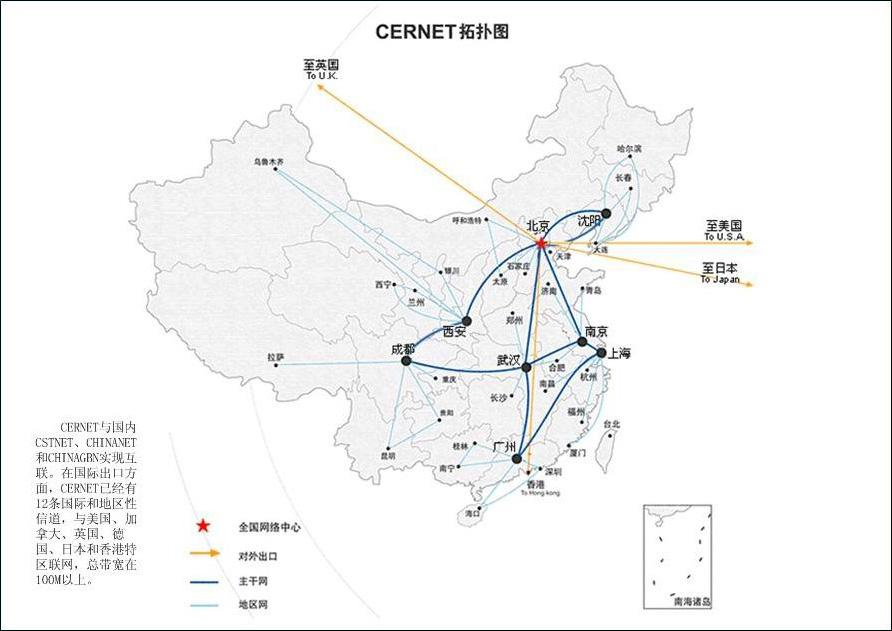 CERNET拓扑图
至英国
To U.K.
乌鲁木齐
哈尔滨
长春
呼和浩特
北京
沈阳
至美国
To U.S.A.
大连
天津
至日本
To Japan
银川
石家庄
太原
西宁
兰州
济南
青岛
郑州
西安
南京
成都
武汉
上海
拉萨
合肥
重庆
杭州
南昌
长沙
贵阳
福州
台北
桂林
广州
昆明
厦门
南宁
深圳
香港
To Hong kong
海口
CERNET与国内
CSTNET、CHINANET
和CHINAGBN实现互
联。在国际出口方
面，CERNET已经有
12条国际和地区性
信道，与美国、加
拿大、英国、德
国、日本和香港特
区联网，总带宽在
100M以上。
全国网络中心
对外出口
主干网
地区网
南海诸岛